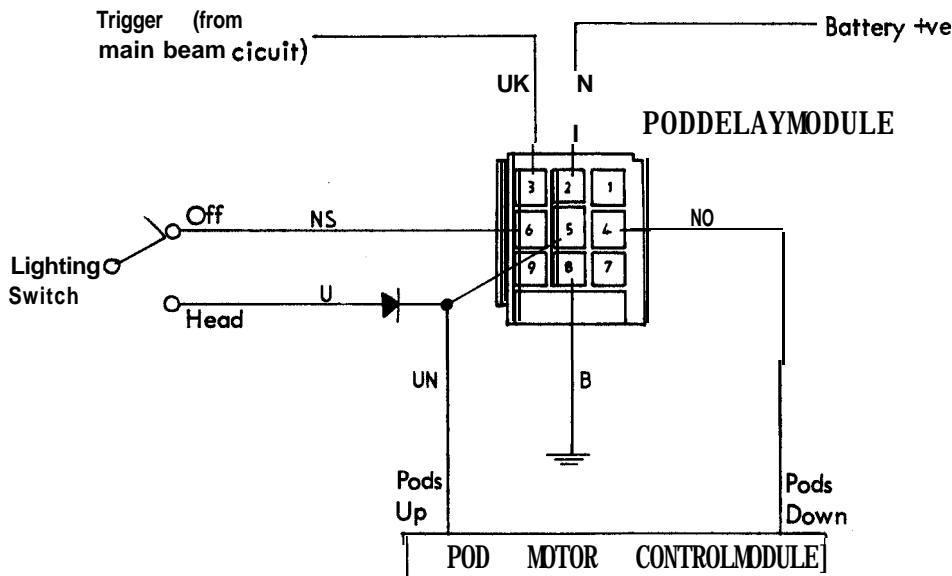 Trigger (from
main beam cicuit)
Battery +ve
UK
N
PODDELAYMODULE
3 2 1
6 5 4
9 8 7
Off
NS
NO
Lighting
Switch
U
Head
UN
B
Pods
Up
Pods
Down
POD MOTOR CONTROLMODULE